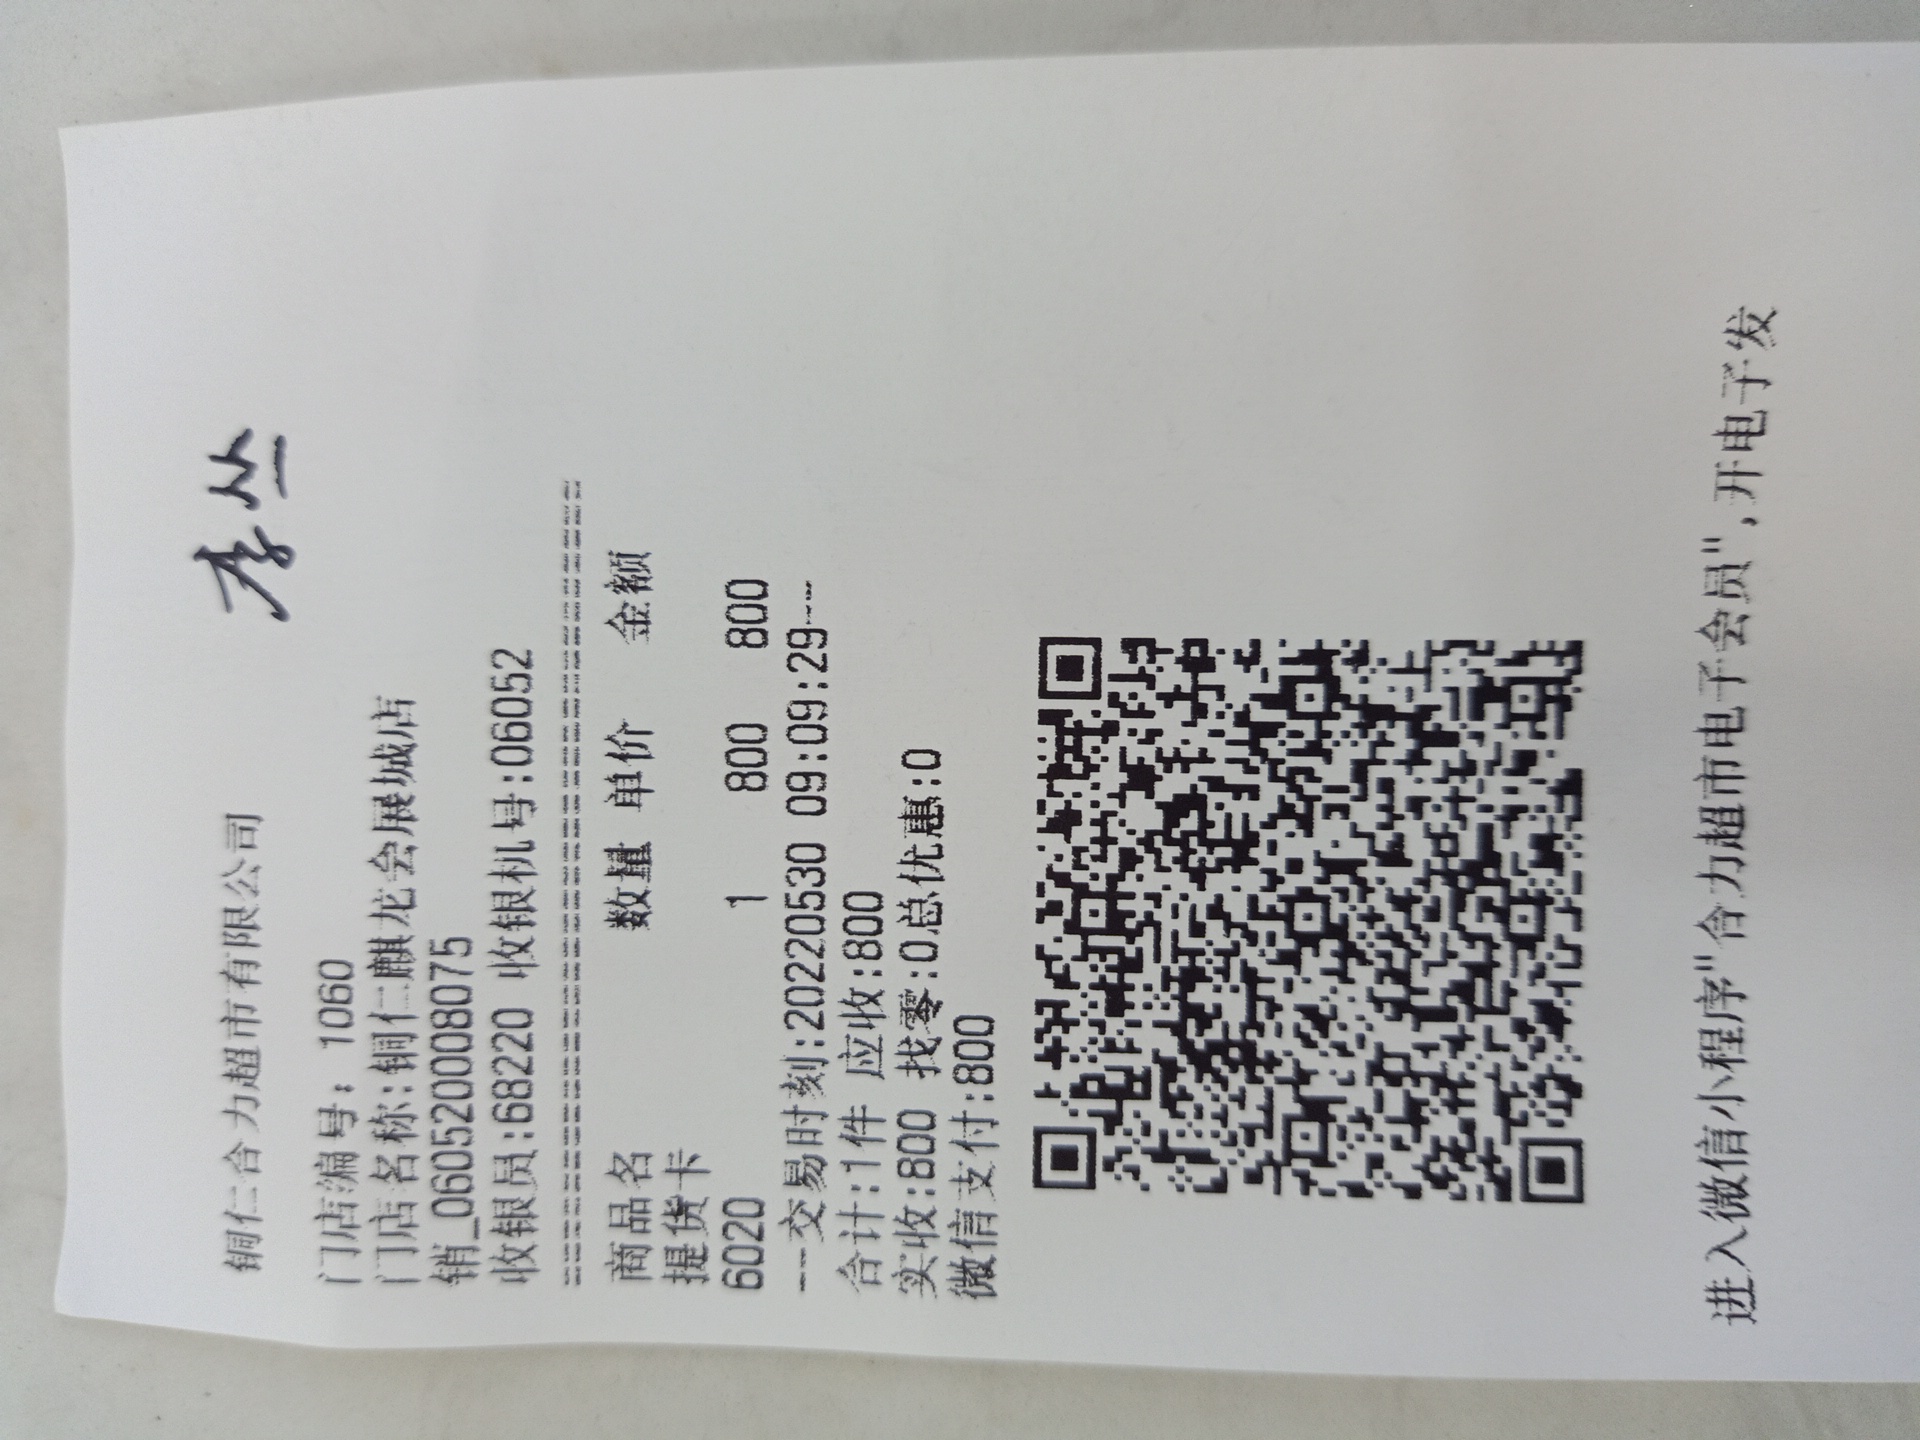 铜仁合力超市有限公司 李丛
门店编号： 1060
门店名称:铜仁麒龙会展城店
销_0605200080075
收银员:68220 收银机号:06052
================================
商品名 数量 单价 金额
提货卡
6020 1 800 800
---交易时刻:20220530 09:09:29---
合计:1件 应收:800
实收:800 找零:0总优惠:0
微信支付:800
进入微信小程序"合力超市电子会员",开电子发